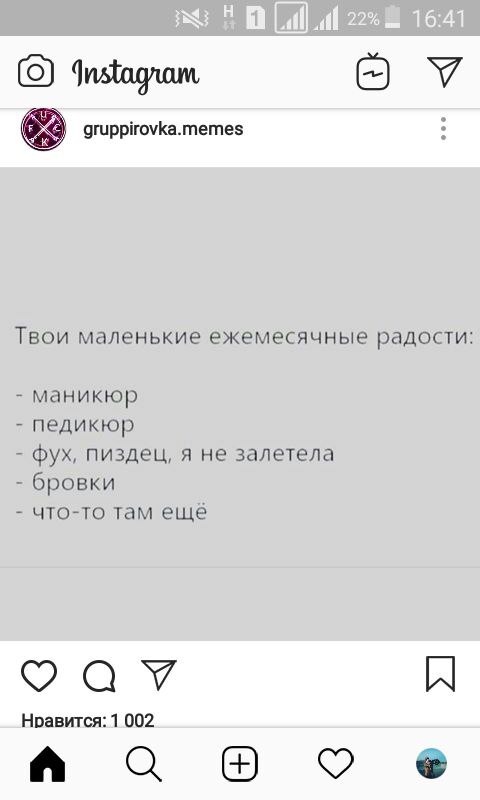 H 1 22% 16:41
Instagram
gruppirovka.memes
Твои маленькие ежемесячные радости:
- маникюр
- педикюр
- фух, пиздец, я не залетела
- бровки
- что-то там ещё
Нравится: 1 002